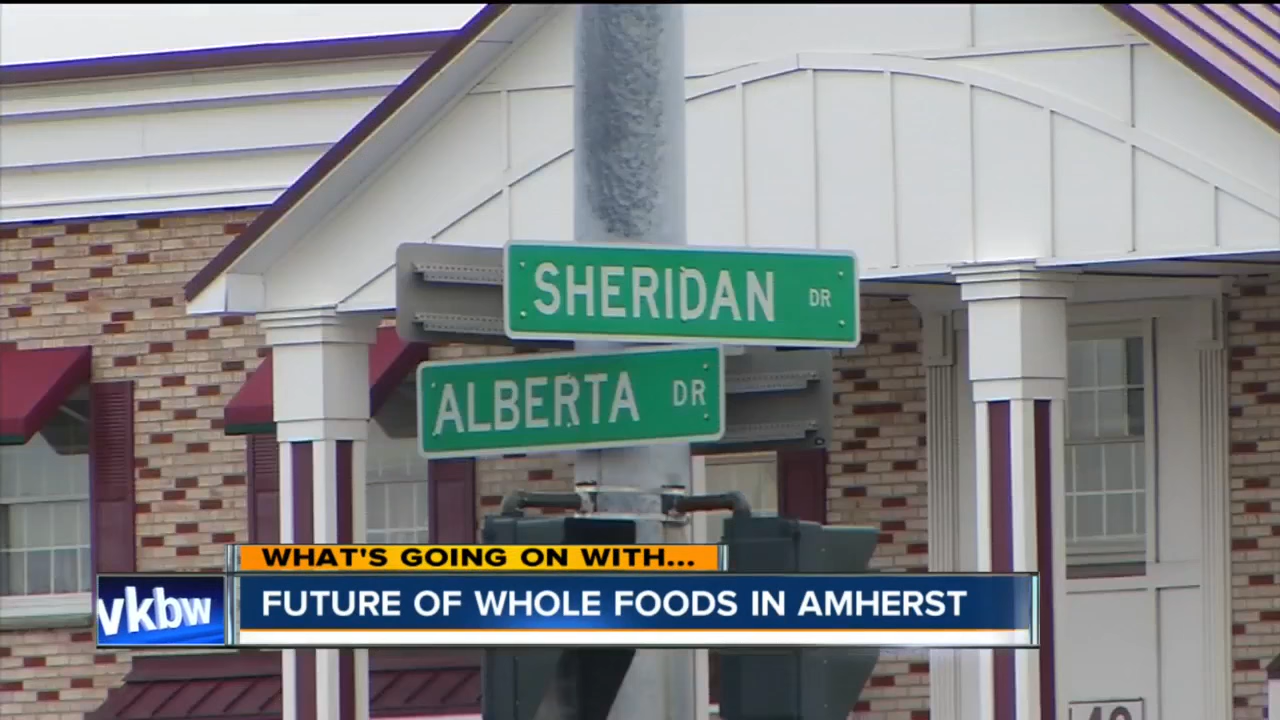 SHERIDAN DR
ALBERTA DR
WHAT'S GOING ON WITH...
vkbw
FUTURE OF WHOLE FOODS IN AMHERST